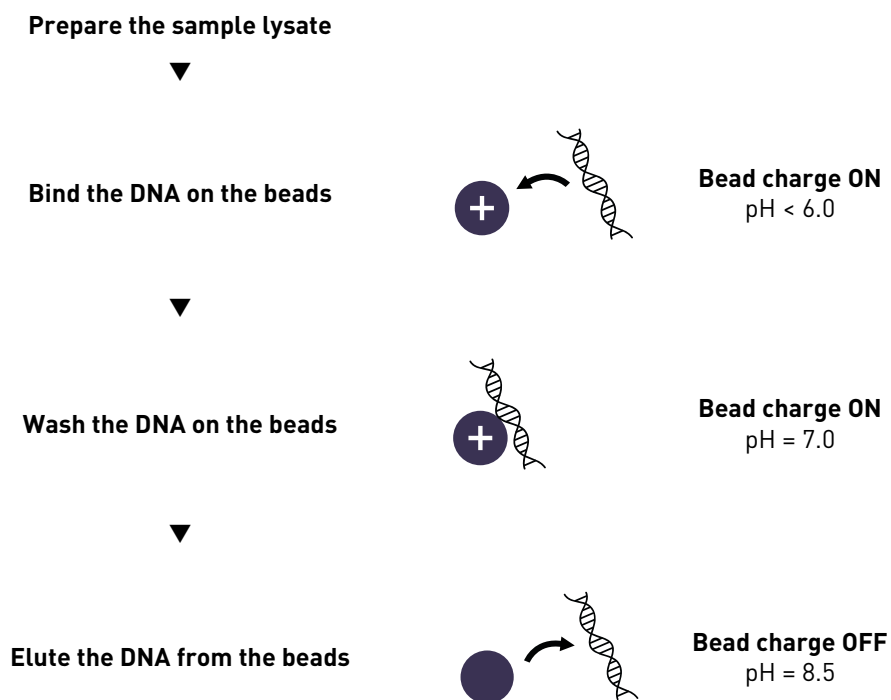 Prepare the sample lysate
Bind the DNA on the beads
+
Bead charge ON
pH < 6.0
Wash the DNA on the beads
+
Bead charge ON
pH = 7.0
Elute the DNA from the beads
Bead charge OFF
pH = 8.5